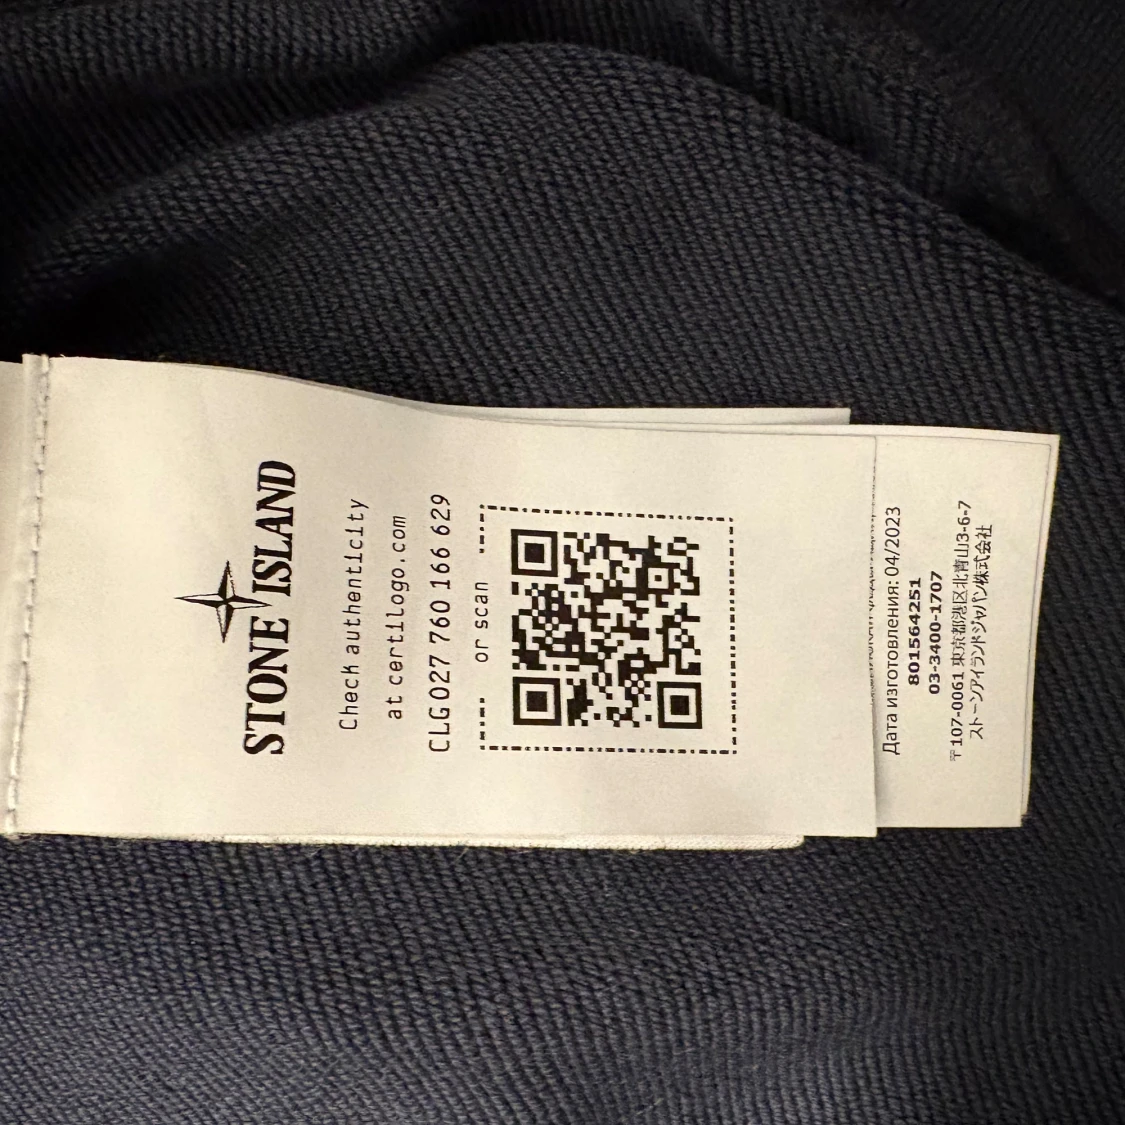 STONE ISLAND
Check authenticity
at certilogo.com
CLG 027 760 166 629
or scan
Дата изготовления: 04/2023
801564251
03-3400-1707
〒107-0061 東京都港区北青山3-6-7
ストーンアイランドジャパン株式会社